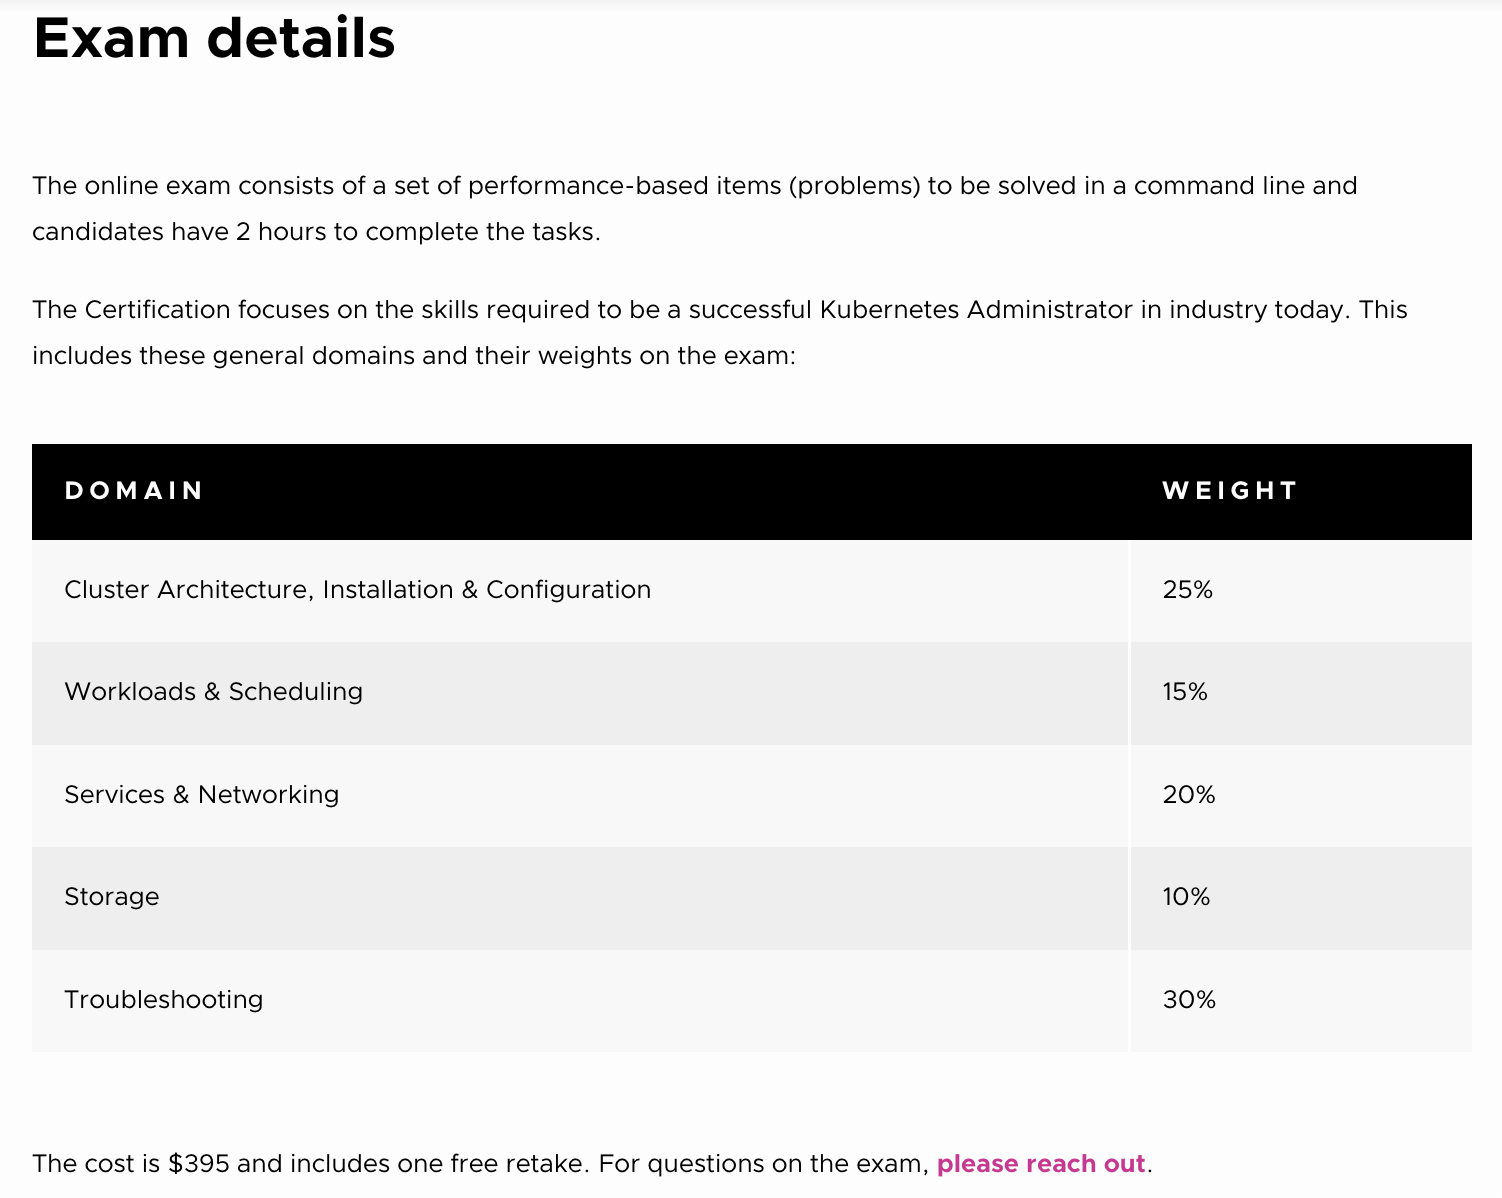 Exam details
The online exam consists of a set of performance-based items (problems) to be solved in a command line and
candidates have 2 hours to complete the tasks.
The Certification focuses on the skills required to be a successful Kubernetes Administrator in industry today. This
includes these general domains and their weights on the exam:
DOMAIN WEIGHT
Cluster Architecture, Installation & Configuration 25%
Workloads & Scheduling 15%
Services & Networking 20%
Storage 10%
Troubleshooting 30%
The cost is $395 and includes one free retake. For questions on the exam, please reach out.